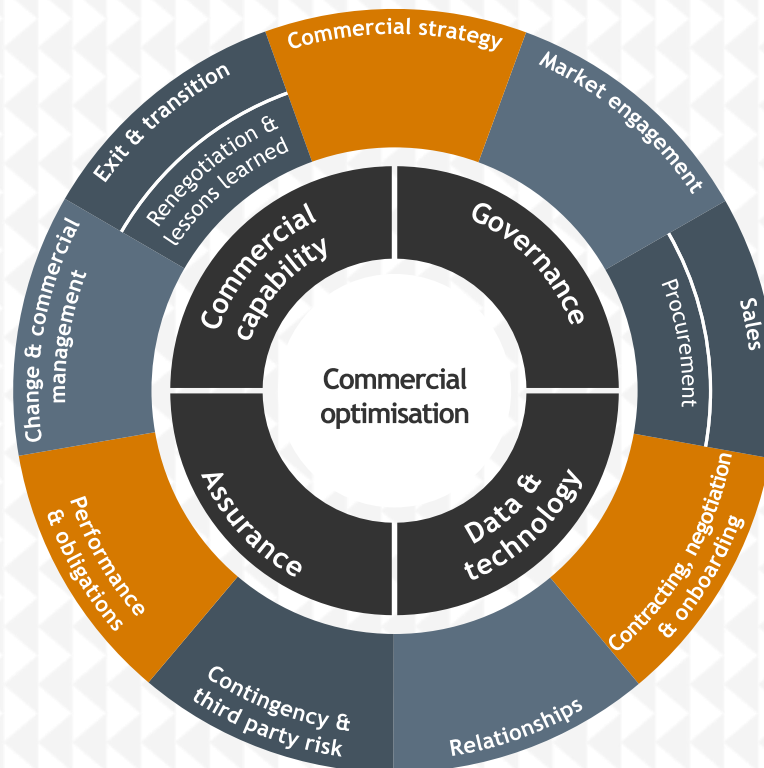 Commercial strategy
Market engagement
Sales
Procurement
Contracting, negotiation
& onboarding
Relationships
Contingency &
third party risk
Performance
& obligations
Change & commercial
management
Exit & transition
Renegotiation &
lessons learned
Commercial
capability
Governance
Data &
technology
Assurance
Commercial
optimisation